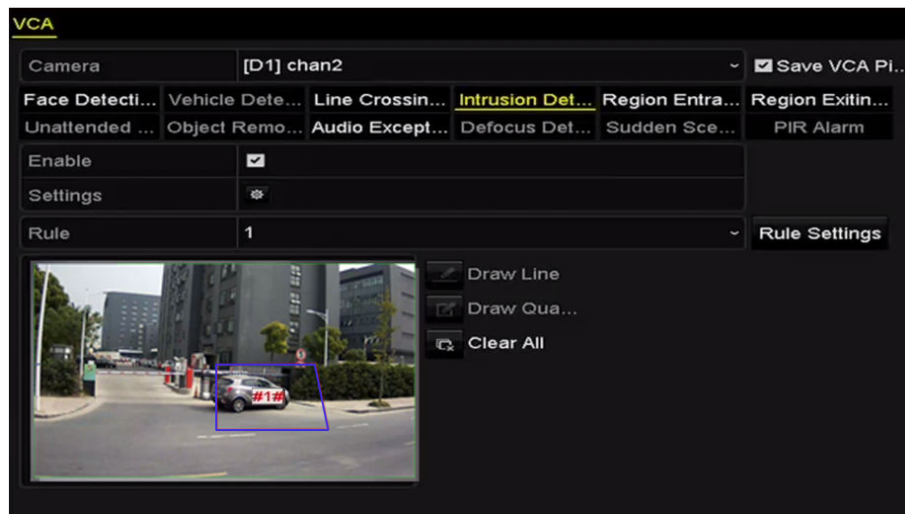 VCA
Camera [D1] chan2 Save VCA Pi..
Face Detecti... Vehicle Dete... Line Crossin... Intrusion Det... Region Entra... Region Exitin...
Unattended ... Object Remo... Audio Except... Defocus Det... Sudden Sce... PIR Alarm
Enable
Settings
Rule 1 Rule Settings
Draw Line
Draw Qua...
Clear All
#1#